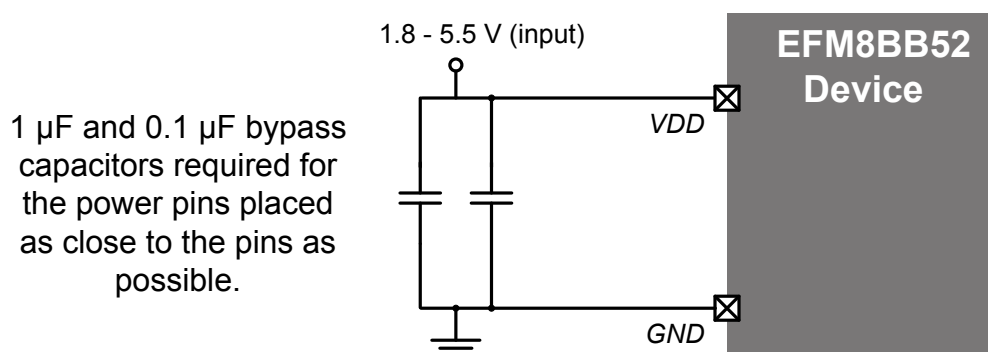 1.8 - 5.5 V (input)
EFM8BB52
Device
1 µF and 0.1 µF bypass
capacitors required for
the power pins placed
as close to the pins as
possible.
VDD
GND